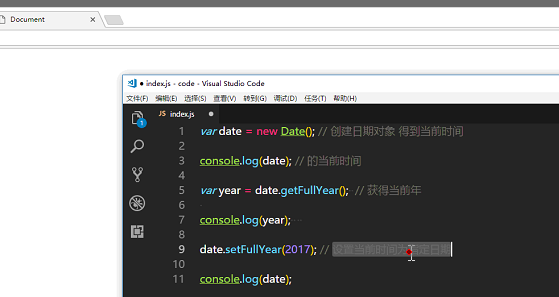 Document
index.js - code - Visual Studio Code
文件(F) 编辑(E) 选择(S) 查看(V) 转到(G) 调试(D) 任务(T) 帮助(H)
JS index.js
1
1 var date = new Date(); // 创建日期对象 得到当前时间
2
3 console.log(date); // 的当前时间
4
5 var year = date.getFullYear(); // 获得当前年
6
7 console.log(year);
8
9 date.setFullYear(2017); // 设置当前时间为 日期
10
11 console.log(date);